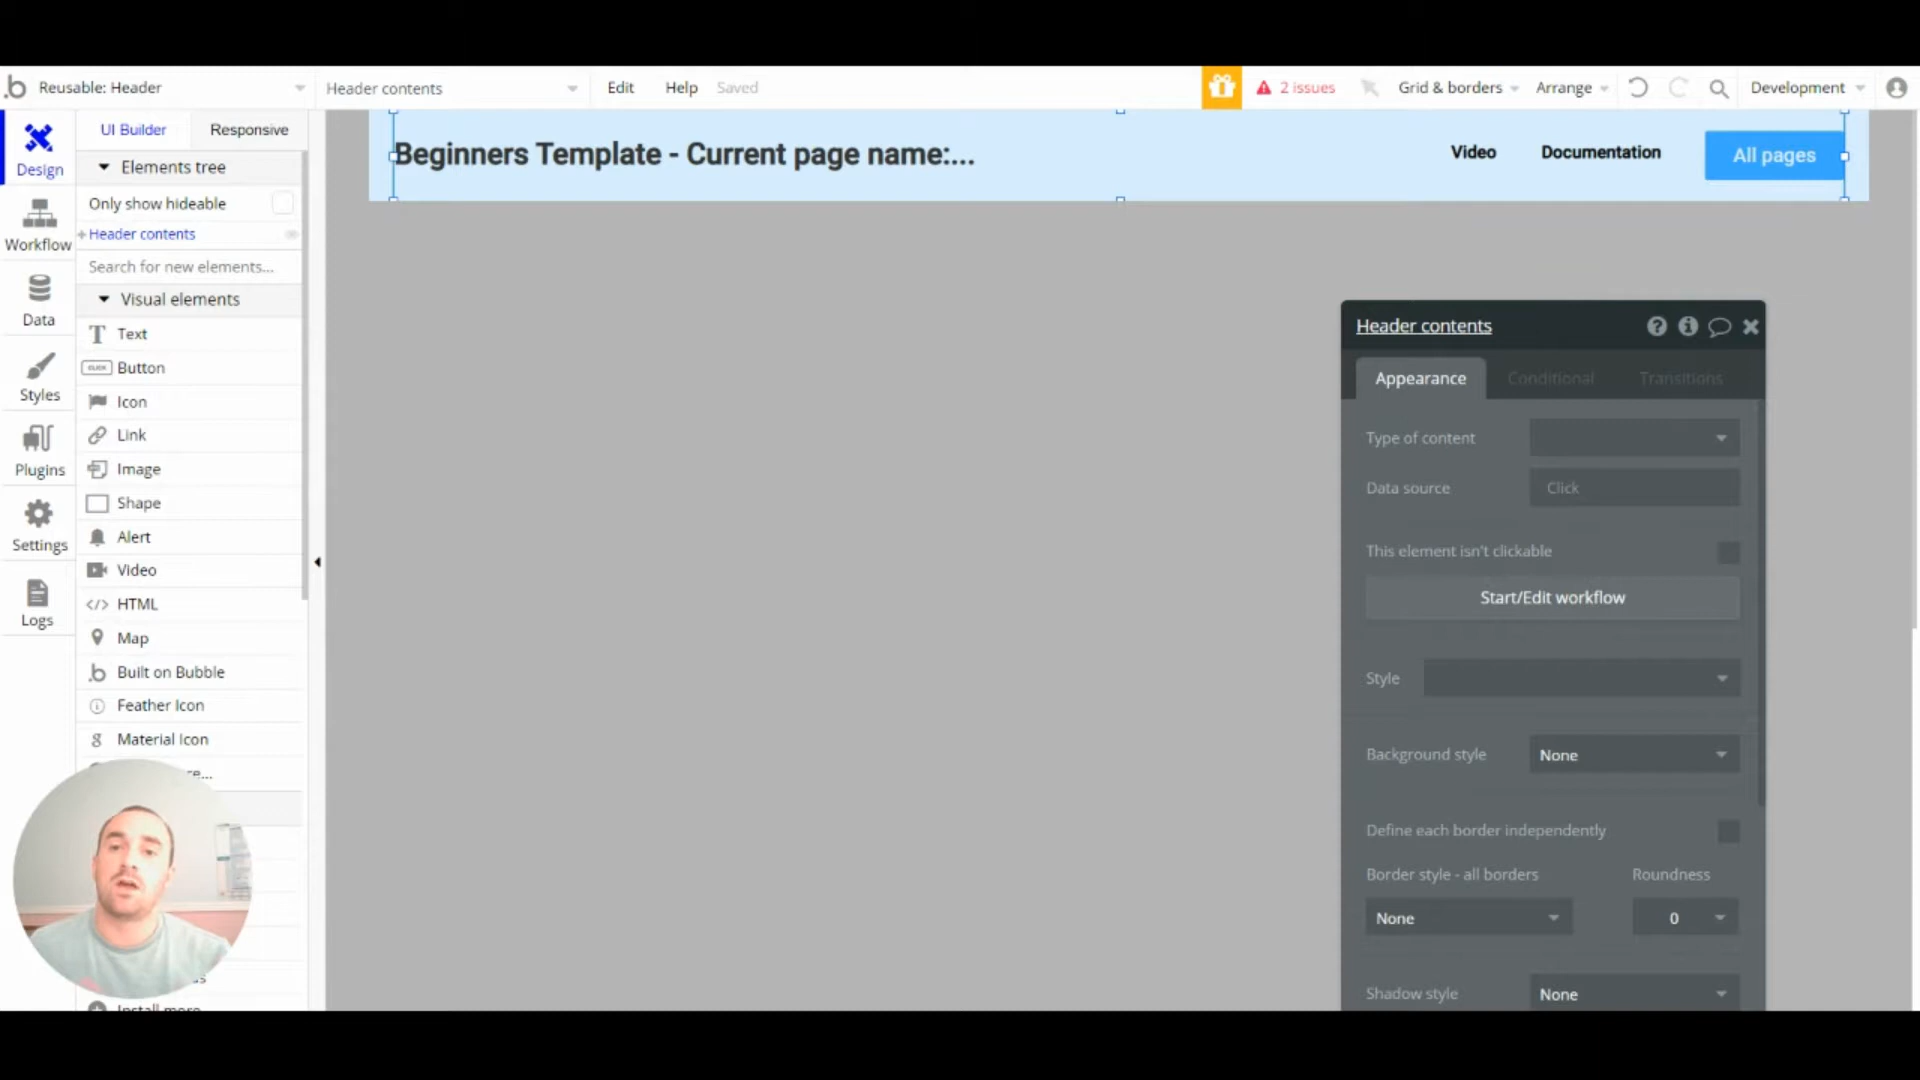 Reusable: Header
Header contents
Edit
Help
Saved
2 issues
Grid & borders
Arrange
Development
Design
Workflow
Data
Styles
Plugins
Settings
Logs
UI Builder
Responsive
Elements tree
Only show hideable
Header contents
Search for new elements...
Visual elements
Text
CLICK Button
Icon
Link
Image
Shape
Alert
Video
HTML
Map
Built on Bubble
Feather Icon
Material Icon
Install more...
Beginners Template - Current page name:...
Video
Documentation
All pages
Header contents
Appearance
Conditional
Transitions
Type of content
Data source
Click
This element isn't clickable
Start/Edit workflow
Style
Background style
None
Define each border independently
Border style - all borders
Roundness
None
0
Shadow style
None